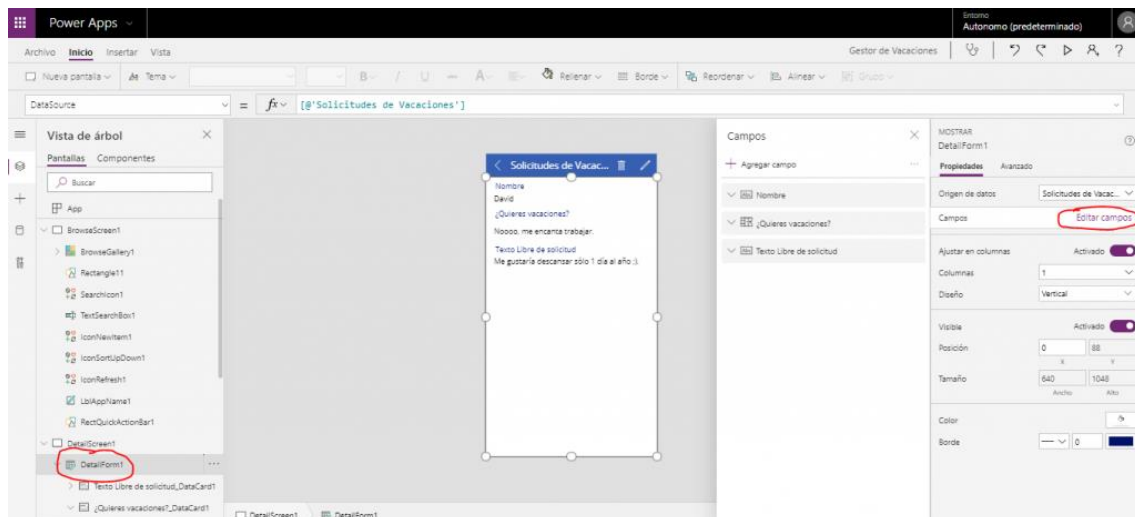 Power Apps
Entorno
Autonomo (predeterminado)
Archivo Inicio Insertar Vista
Gestor de Vacaciones
Nueva pantalla Tema
B / U A Rellenar Borde Reordenar Alinear Grupo
DataSource = fx [@'Solicitudes de Vacaciones']
Vista de árbol
Pantallas Componentes
Buscar
App
BrowseScreen1
BrowseGallery1
Rectangle11
SearchIcon1
TextSearchBox1
IconNewItem1
IconSortUpDown1
IconRefresh1
LblAppName1
RectQuickActionBar1
DetailScreen1
DetailForm1
Texto Libre de solicitud_DataCard1
¿Quieres vacaciones?_DataCard1
Solicitudes de Vacac...
Nombre
David
¿Quieres vacaciones?
Noooo, me encanta trabajar.
Texto Libre de solicitud
Me gustaría descansar sólo 1 día al año :).
DetailScreen1 DetailForm1
Campos
Agregar campo
Nombre
¿Quieres vacaciones?
Texto Libre de solicitud
MOSTRAR
DetailForm1
Propiedades Avanzado
Origen de datos Solicitudes de Vacac...
Campos Editar campos
Ajustar en columnas Activado
Columnas 1
Diseño Vertical
Visible Activado
Posición 0 88
X Y
Tamaño 640 1048
Ancho Alto
Color
Borde 0